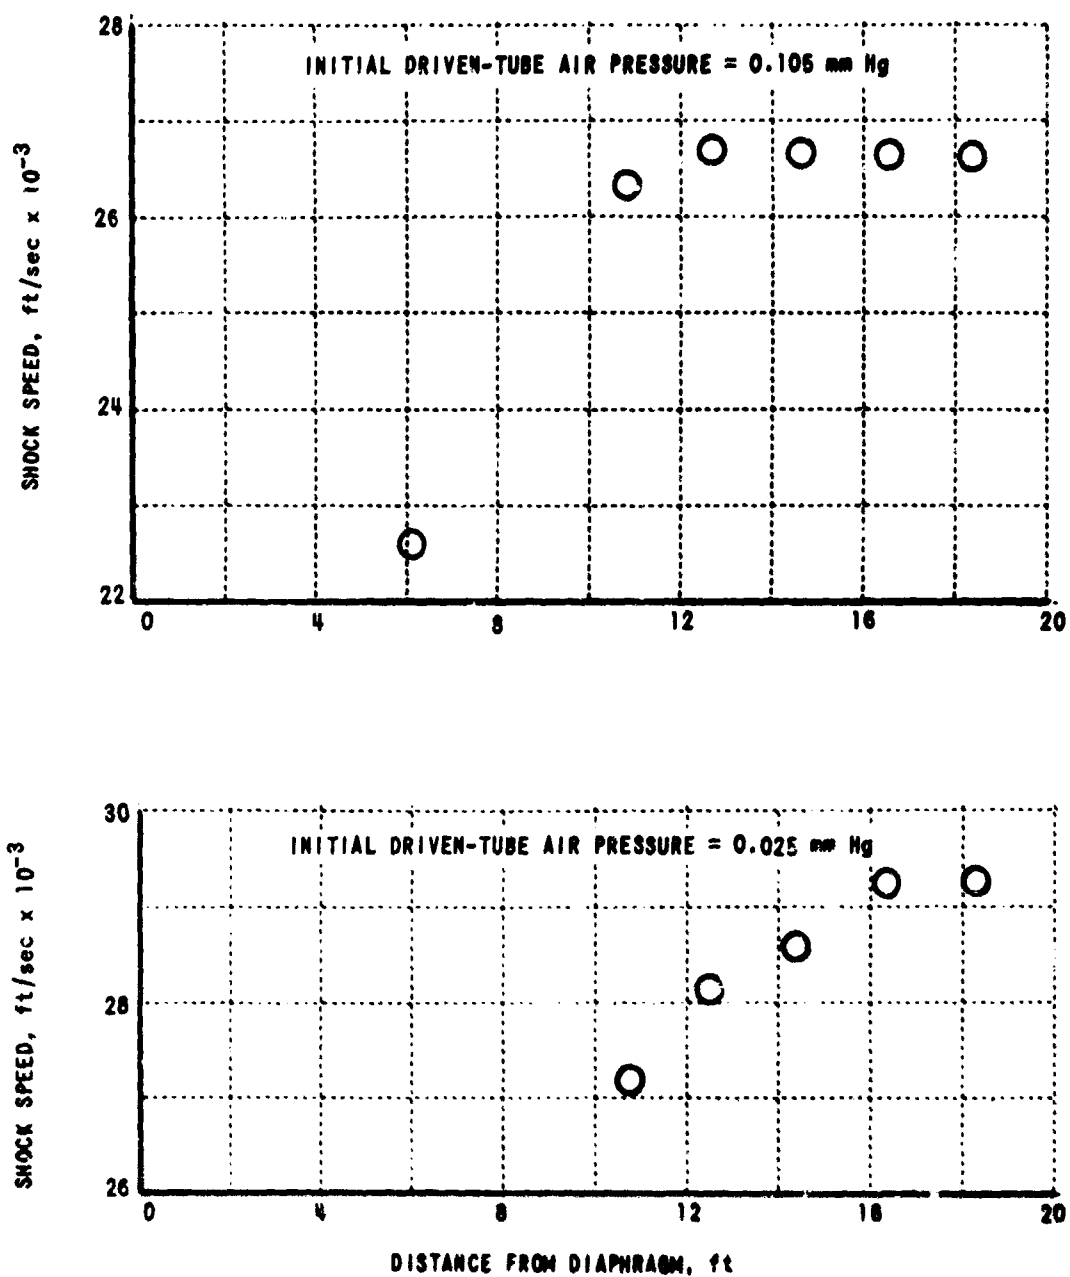 28
INITIAL DRIVEN-TUBE AIR PRESSURE = 0.105 mm Hg
26
24
22
SHOCK SPEED, ft/sec x 10⁻³
0 4 8 12 16 20
30
INITIAL DRIVEN-TUBE AIR PRESSURE = 0.025 mm Hg
28
26
SHOCK SPEED, ft/sec x 10⁻³
0 4 8 12 16 20
DISTANCE FROM DIAPHRAGM, ft